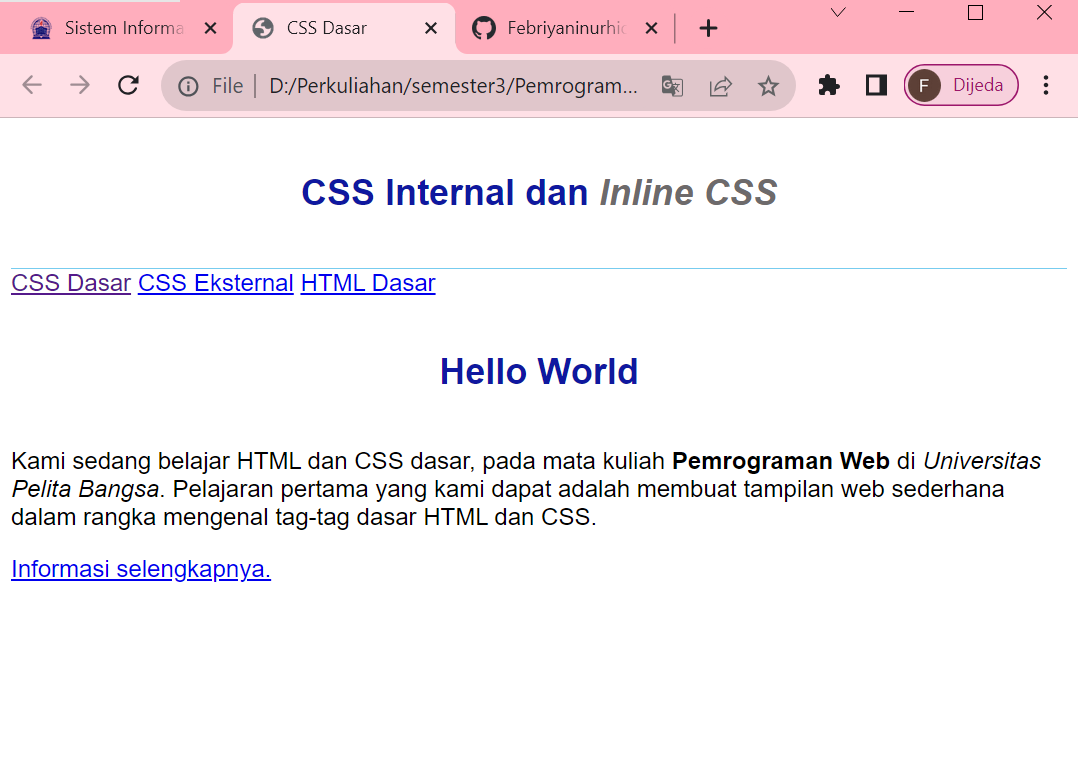 Sistem Informa
CSS Dasar
Febriyaninurhid
File | D:/Perkuliahan/semester3/Pemrogram...
F Dijeda
CSS Internal dan Inline CSS
CSS Dasar CSS Eksternal HTML Dasar
Hello World
Kami sedang belajar HTML dan CSS dasar, pada mata kuliah Pemrograman Web di Universitas
Pelita Bangsa. Pelajaran pertama yang kami dapat adalah membuat tampilan web sederhana
dalam rangka mengenal tag-tag dasar HTML dan CSS.
Informasi selengkapnya.